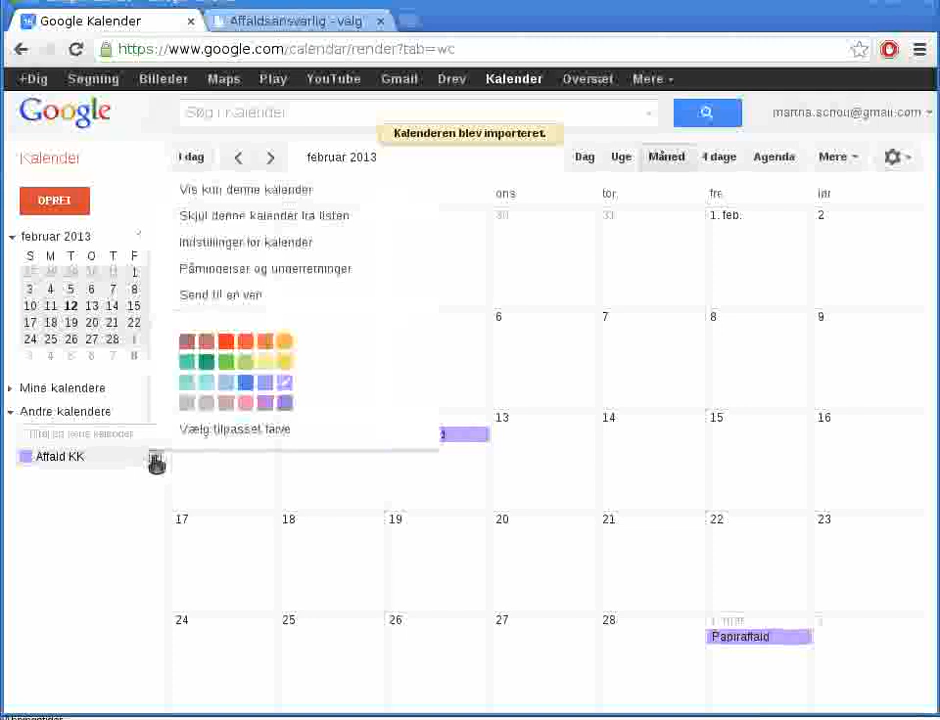 Google Kalender × Affaldsansvarlig - valg ×
https://www.google.com/calendar/render?tab=wc
+Dig Søgning Billeder Maps Play YouTube Gmail Drev Kalender Oversæt Mere
Google Søg i Kalender
Kalenderen blev importeret.
Kalender I dag februar 2013 Dag Uge Måned 4 dage Agenda Mere
OPRET
Vis kun denne kalender
Skjul denne kalender fra listen
Indstillinger for kalender
Påmindelser og underretninger
Send til en ven
Vælg tilpasset farve
februar 2013
S M T O T F
27 28 29 30 31 1
3 4 5 6 7 8
10 11 12 13 14 15
17 18 19 20 21 22
24 25 26 27 28 1
3 4 5 6 7 8
Mine kalendere
Andre kalendere
Affald KK
ons tor. fre. lør
30 31 1. feb. 2
6 7 8 9
13 14 15 16
17 18 19 20 21 22 23
24 25 26 27 28
Papiraffald